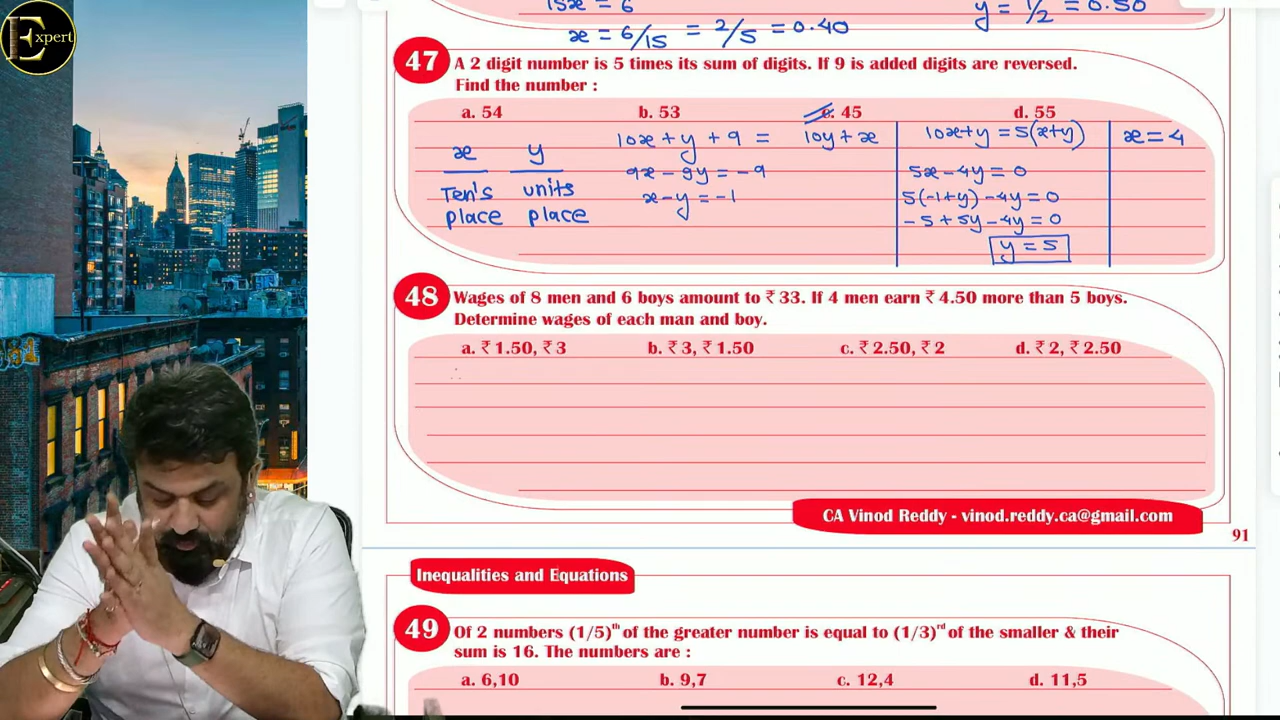 Expert
15x = 6
x = 6/15 = 2/5 = 0.40
y = 1/2 = 0.50
47 A 2 digit number is 5 times its sum of digits. If 9 is added digits are reversed.
Find the number :
a. 54 b. 53 c. 45 d. 55
x y
Ten's units
place place
10x + y + 9 = 10y + x
9x - 9y = -9
x - y = -1
10x+y = 5(x+y)
5x - 4y = 0
5(-1+y) - 4y = 0
-5 + 5y - 4y = 0
y = 5
x = 4
48 Wages of 8 men and 6 boys amount to ₹ 33. If 4 men earn ₹ 4.50 more than 5 boys.
Determine wages of each man and boy.
a. ₹ 1.50, ₹ 3 b. ₹ 3, ₹ 1.50 c. ₹ 2.50, ₹ 2 d. ₹ 2, ₹ 2.50
CA Vinod Reddy - vinod.reddy.ca@gmail.com
91
Inequalities and Equations
49 Of 2 numbers (1/5)th of the greater number is equal to (1/3)rd of the smaller & their
sum is 16. The numbers are :
a. 6,10 b. 9,7 c. 12,4 d. 11,5